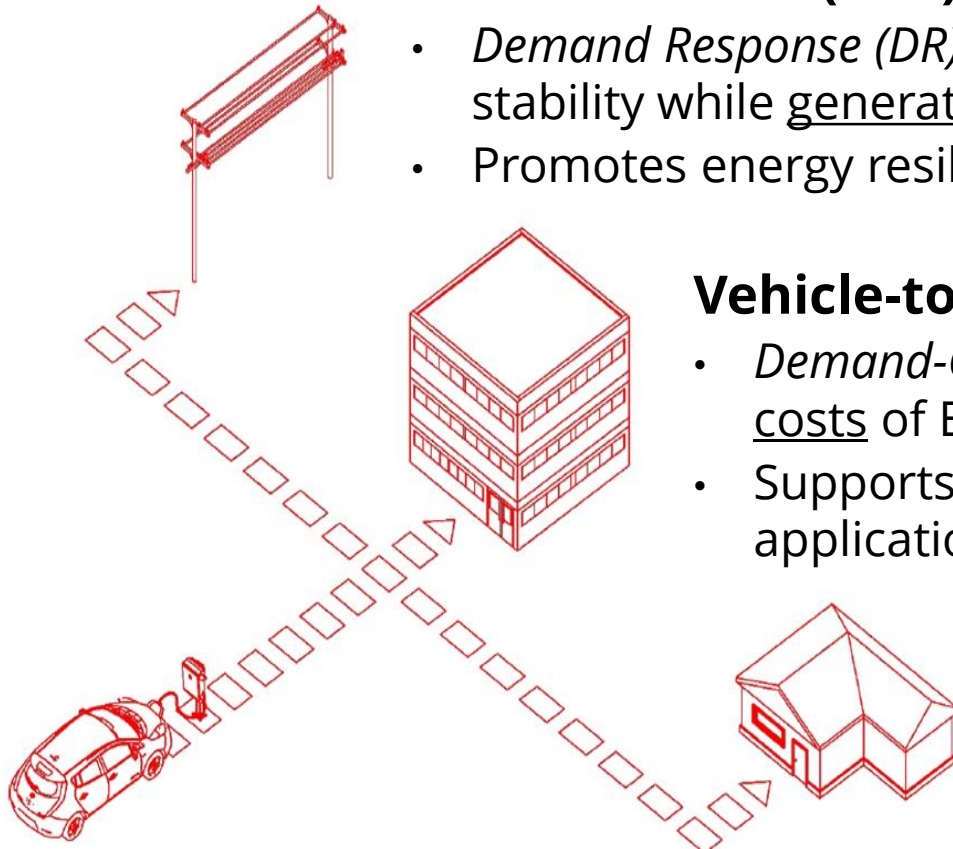 • Demand Response (DR)
stability while generat
• Promotes energy resil
Vehicle-to
• Demand-
costs of E
• Supports
applicatio